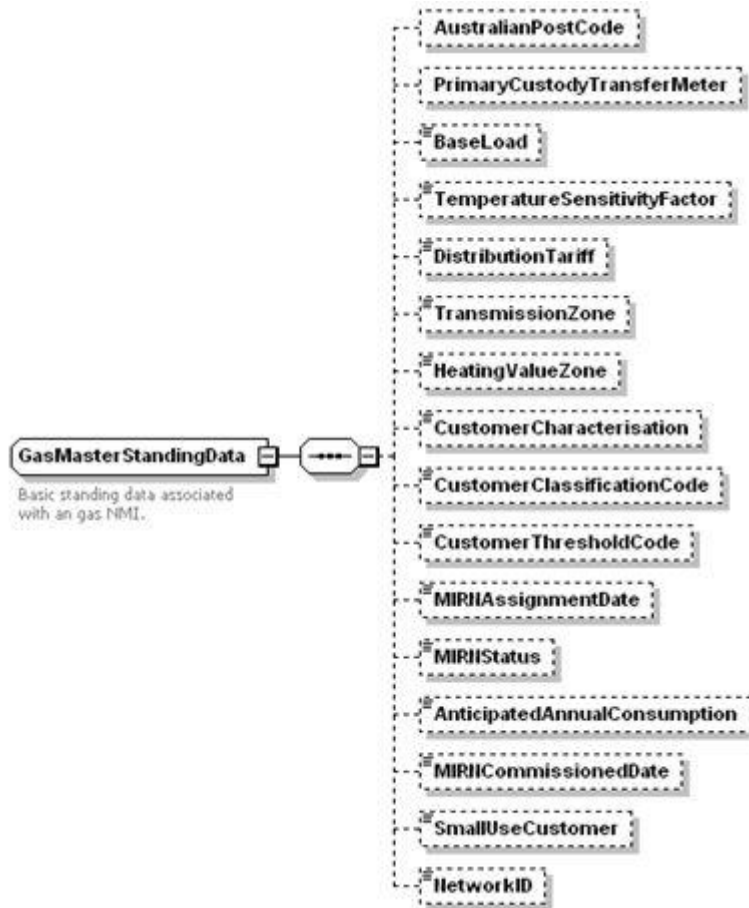 AustralianPostCode
PrimaryCustodyTransferMeter
BaseLoad
TemperatureSensitivityFactor
DistributionTariff
TransmissionZone
HeatingValueZone
GasMasterStandingData
Basic standing data associated
with an gas NMI.
CustomerCharacterisation
CustomerClassificationCode
CustomerThresholdCode
MIRNAssignmentDate
MIRNStatus
AnticipatedAnnualConsumption
MIRNCommissionedDate
SmallUseCustomer
NetworkID